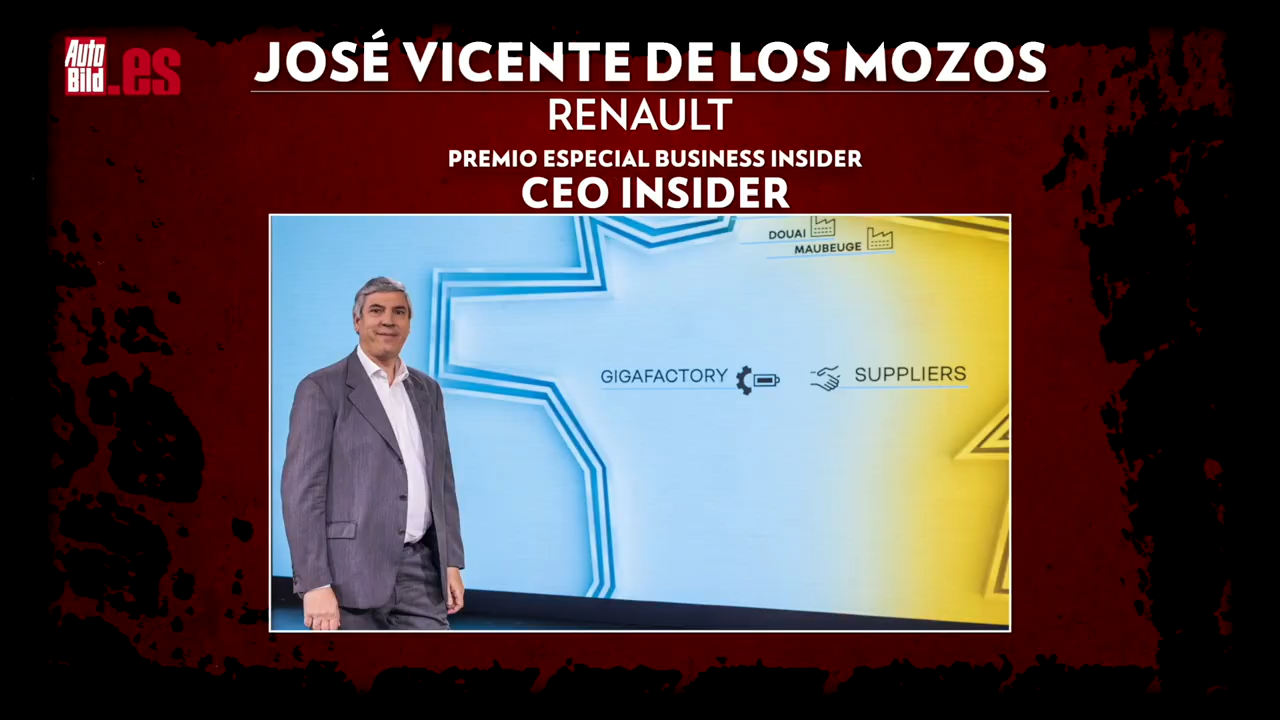 Auto
Bild
.es
JOSÉ VICENTE DE LOS MOZOS
RENAULT
PREMIO ESPECIAL BUSINESS INSIDER
CEO INSIDER
DOUAI
MAUBEUGE
GIGAFACTORY
SUPPLIERS